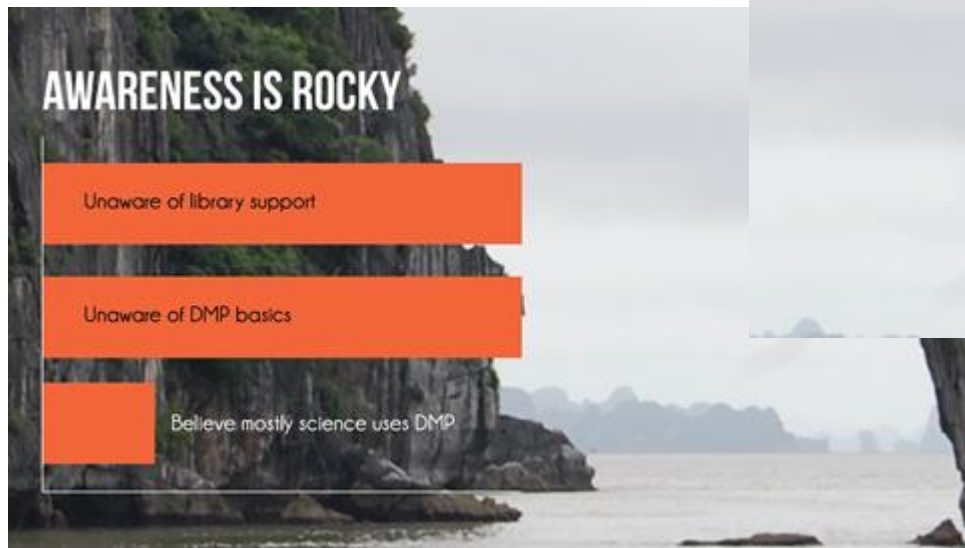 AWARENESS IS ROCKY
Unaware of library support
Unaware of DMP basics
Believe mostly science uses DMP